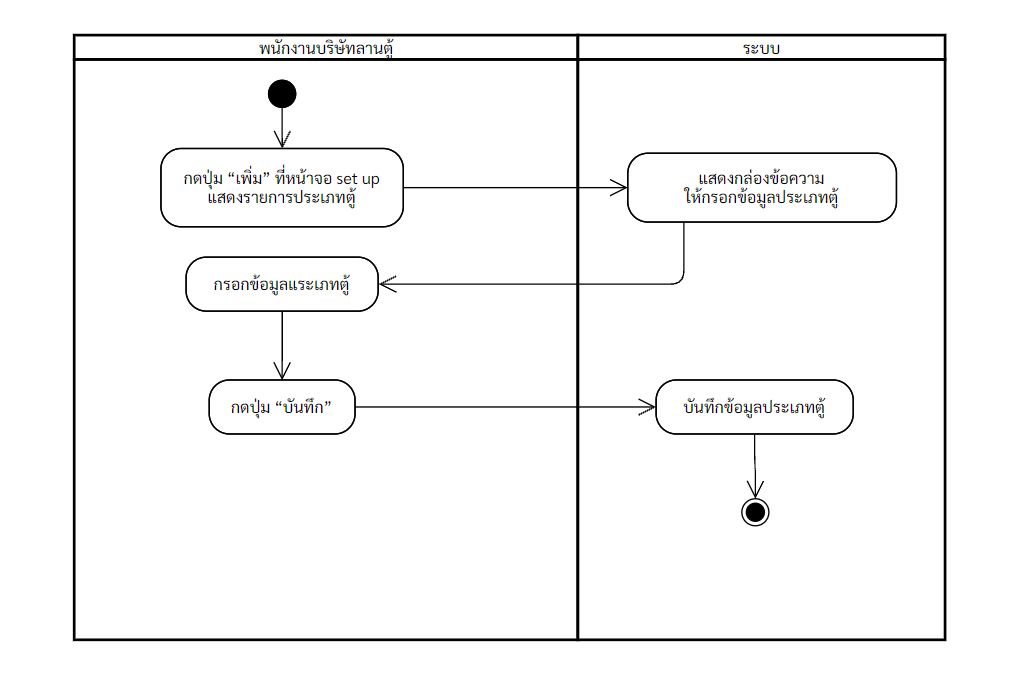 พนักงานบริษัทลานตู้
ระบบ
กดปุ่ม “เพิ่ม” ที่หน้าจอ set up
แสดงรายการประเภทตู้
แสดงกล่องข้อความ
ให้กรอกข้อมูลประเภทตู้
กรอกข้อมูลแระเภทตู้
กดปุ่ม “บันทึก”
บันทึกข้อมูลประเภทตู้